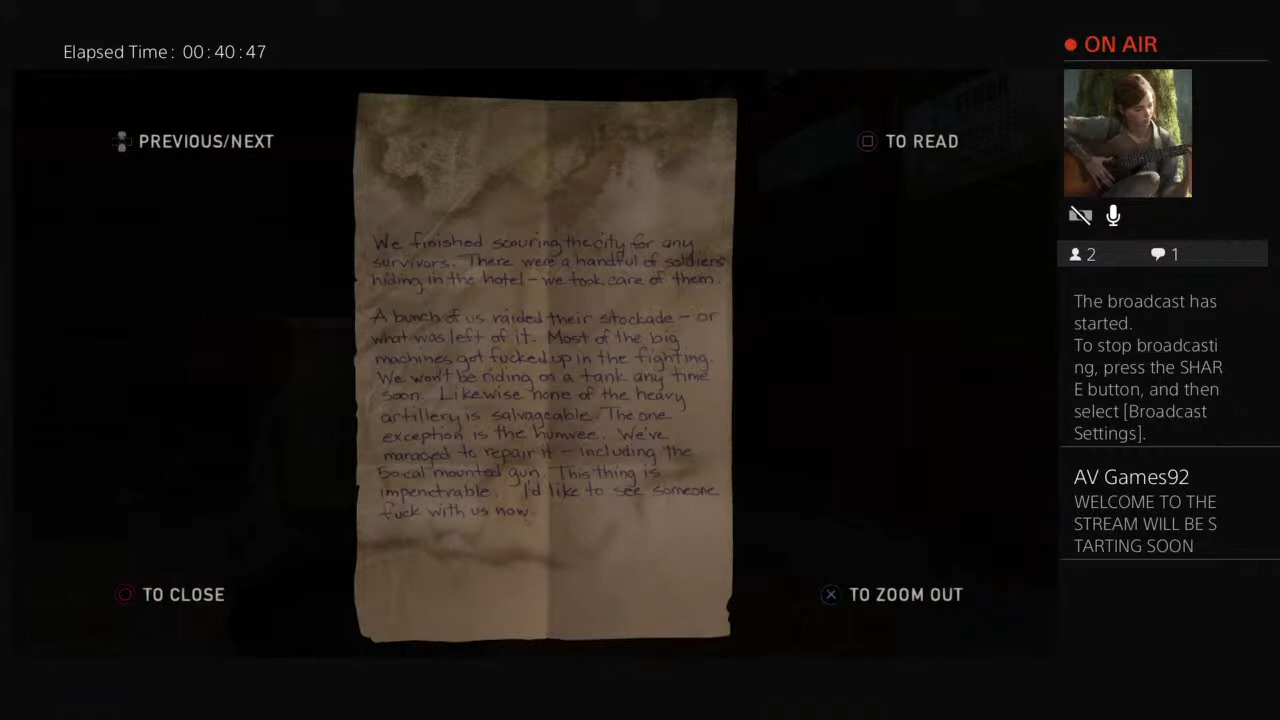 Elapsed Time: 00:40:47
ON AIR
PREVIOUS/NEXT
TO READ
We finished scouring the city for any
survivors. There were a handful of soldiers
hiding in the hotel - we took care of them.
A bunch of us raided their stockade - or
what was left of it. Most of the big
machines got fucked up in the fighting.
We won't be riding on a tank any time
soon. Likewise none of the heavy
artillery is salvageable. The one
exception is the humvee. We've
managed to repair it - including the
50-cal mounted gun. This thing is
impenetrable. I'd like to see someone
fuck with us now.
TO CLOSE
TO ZOOM OUT
2
1
The broadcast has
started.
To stop broadcasti
ng, press the SHAR
E button, and then
select [Broadcast
Settings].
AV Games92
WELCOME TO THE
STREAM WILL BE S
TARTING SOON